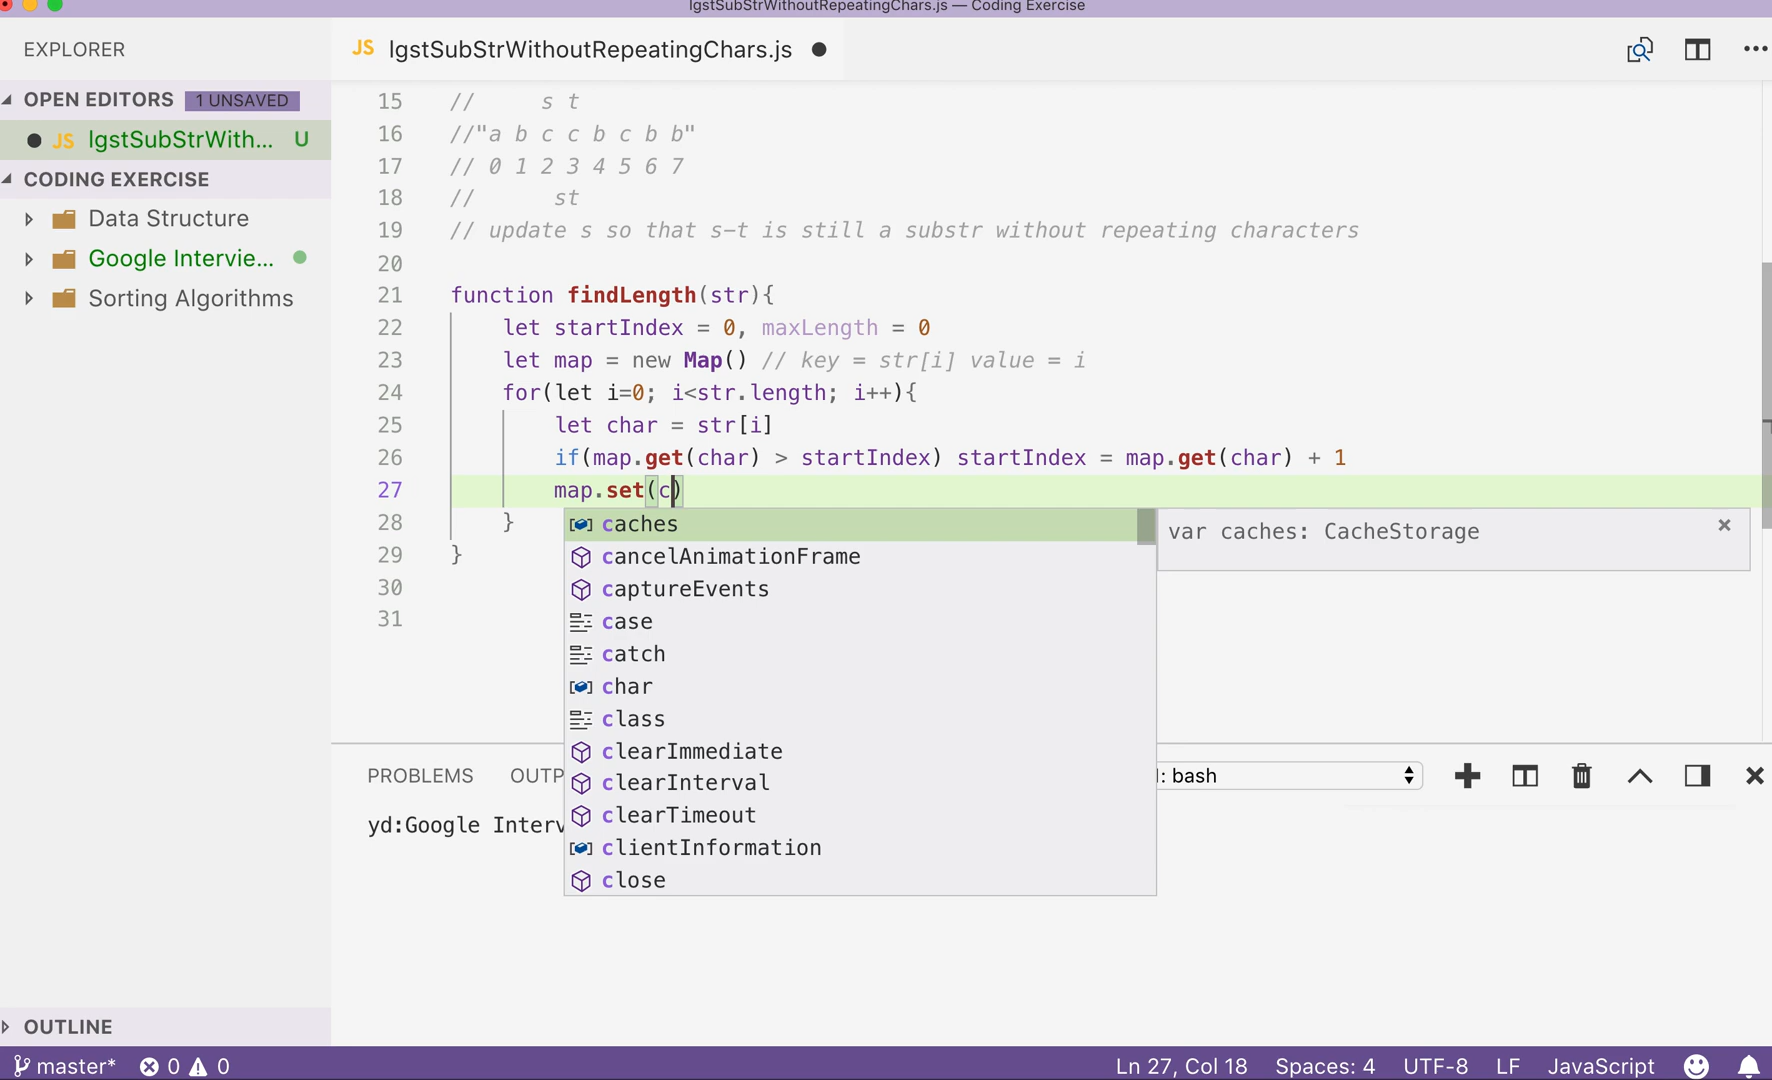 lgstSubStrWithoutRepeatingChars.js — Coding Exercise
EXPLORER
JS lgstSubStrWithoutRepeatingChars.js
OPEN EDITORS 1 UNSAVED
JS lgstSubStrWith... U
CODING EXERCISE
Data Structure
Google Intervie...
Sorting Algorithms
OUTLINE
15 // s t
16 //"a b c c b c b b"
17 // 0 1 2 3 4 5 6 7
18 // st
19 // update s so that s-t is still a substr without repeating characters
20
21 function findLength(str){
22 let startIndex = 0, maxLength = 0
23 let map = new Map() // key = str[i] value = i
24 for(let i=0; i<str.length; i++){
25 let char = str[i]
26 if(map.get(char) > startIndex) startIndex = map.get(char) + 1
27 map.set(c)
28 }
29 }
30
31
caches
cancelAnimationFrame
captureEvents
case
catch
char
class
clearImmediate
clearInterval
clearTimeout
clientInformation
close
var caches: CacheStorage
PROBLEMS OUTP : bash
yd:Google Interv
master* 0 0 Ln 27, Col 18 Spaces: 4 UTF-8 LF JavaScript